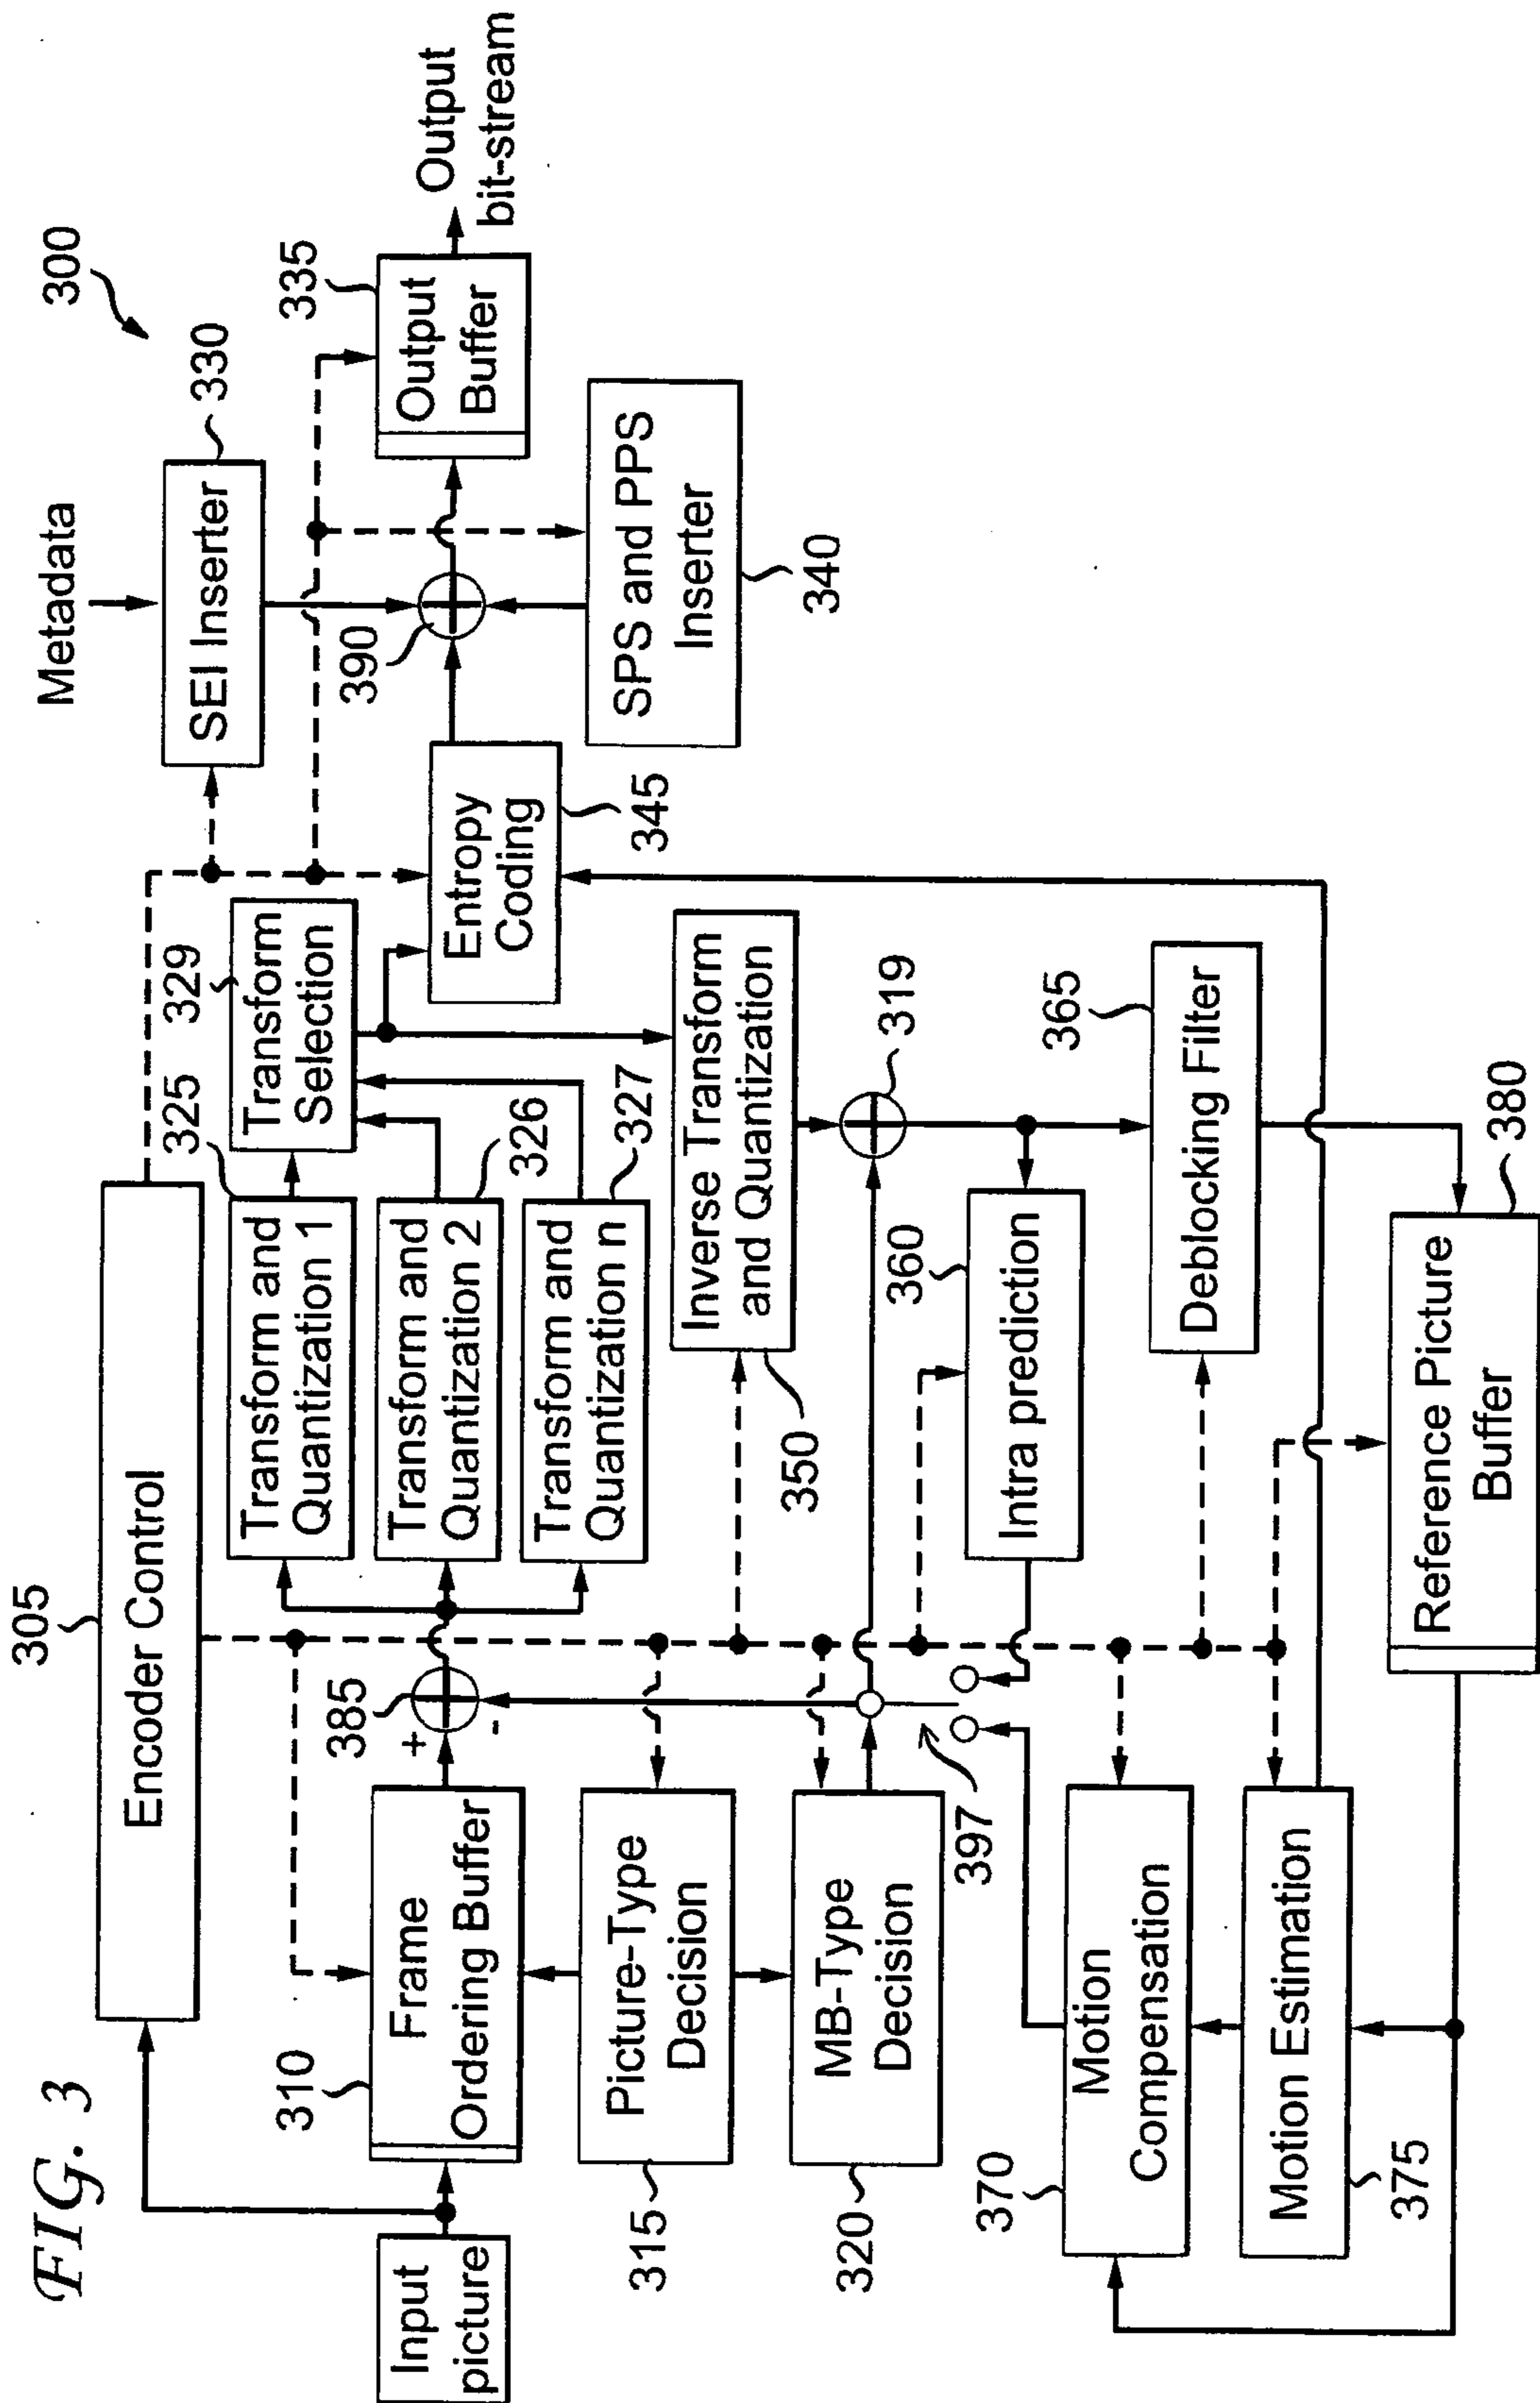 FIG. 3
300
305
Encoder Control
Metadata
330
SEI Inserter
Input
picture
310
Frame
Ordering Buffer
385
+
-
325
Transform and
Quantization 1
329
Transform
Selection
Transform and
Quantization 2
326
Transform and
Quantization n
327
390
335
Output
Buffer
Output
bit-stream
Entropy
Coding
345
SPS and PPS
Inserter
340
Picture-Type
Decision
315
MB-Type
Decision
320
Inverse Transform
and Quantization
350
319
397
360
Intra prediction
365
Deblocking Filter
370
Motion
Compensation
Motion Estimation
375
Reference Picture
Buffer
380